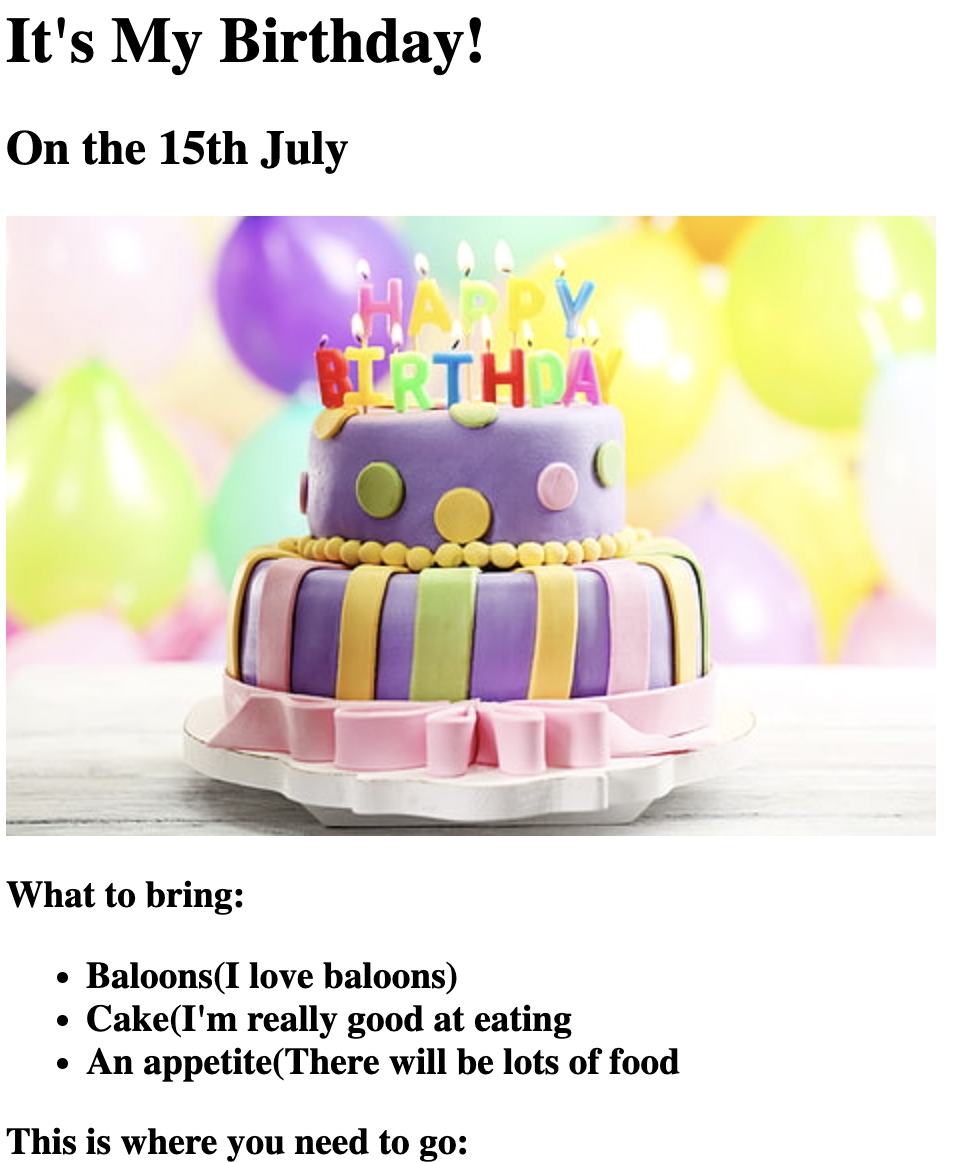 It's My Birthday!
On the 15th July
HAPPY
BIRTHDAY
What to bring:
Baloons(I love baloons)
Cake(I'm really good at eating
An appetite(There will be lots of food
This is where you need to go: